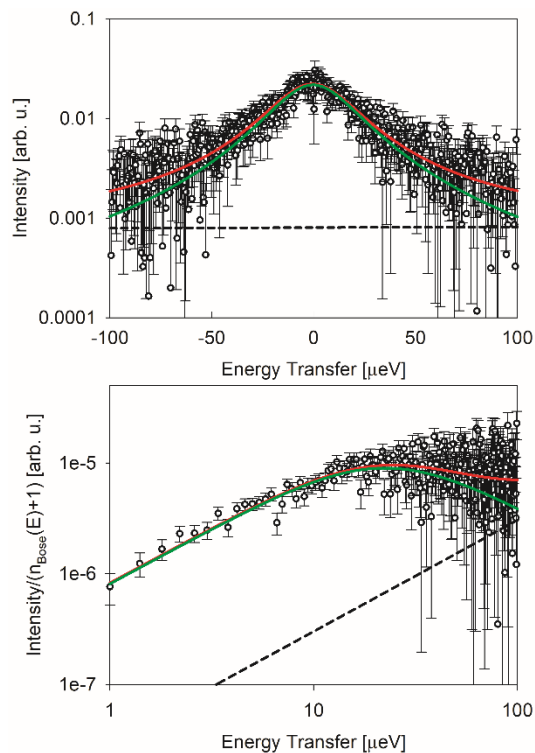 0.1
0.01
0.001
0.0001
Intensity [arb. u.]
-100 -50 0 50 100
Energy Transfer [µeV]
1e-5
1e-6
1e-7
Intensity/(nBose(E)+1) [arb. u.]
1 10 100
Energy Transfer [µeV]